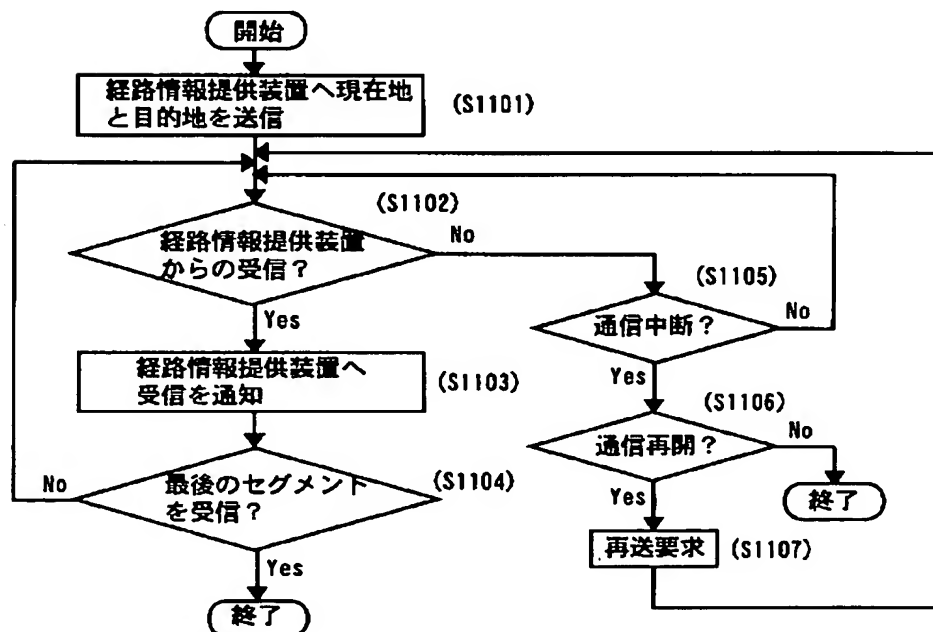 開始
経路情報提供装置へ現在地
と目的地を送信
(S1101)
(S1102)
経路情報提供装置
からの受信？
No
Yes
(S1105)
通信中断？
No
Yes
経路情報提供装置へ
受信を通知
(S1103)
(S1106)
通信再開？
No
Yes
終了
最後のセグメント
を受信？
(S1104)
No
Yes
再送要求
(S1107)
終了